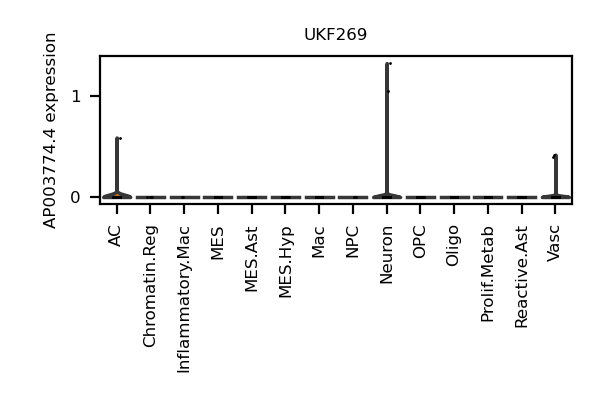 UKF269
AP003774.4 expression
1
0
AC
Chromatin.Reg
Inflammatory.Mac
MES
MES.Ast
MES.Hyp
Mac
NPC
Neuron
OPC
Oligo
Prolif.Metab
Reactive.Ast
Vasc